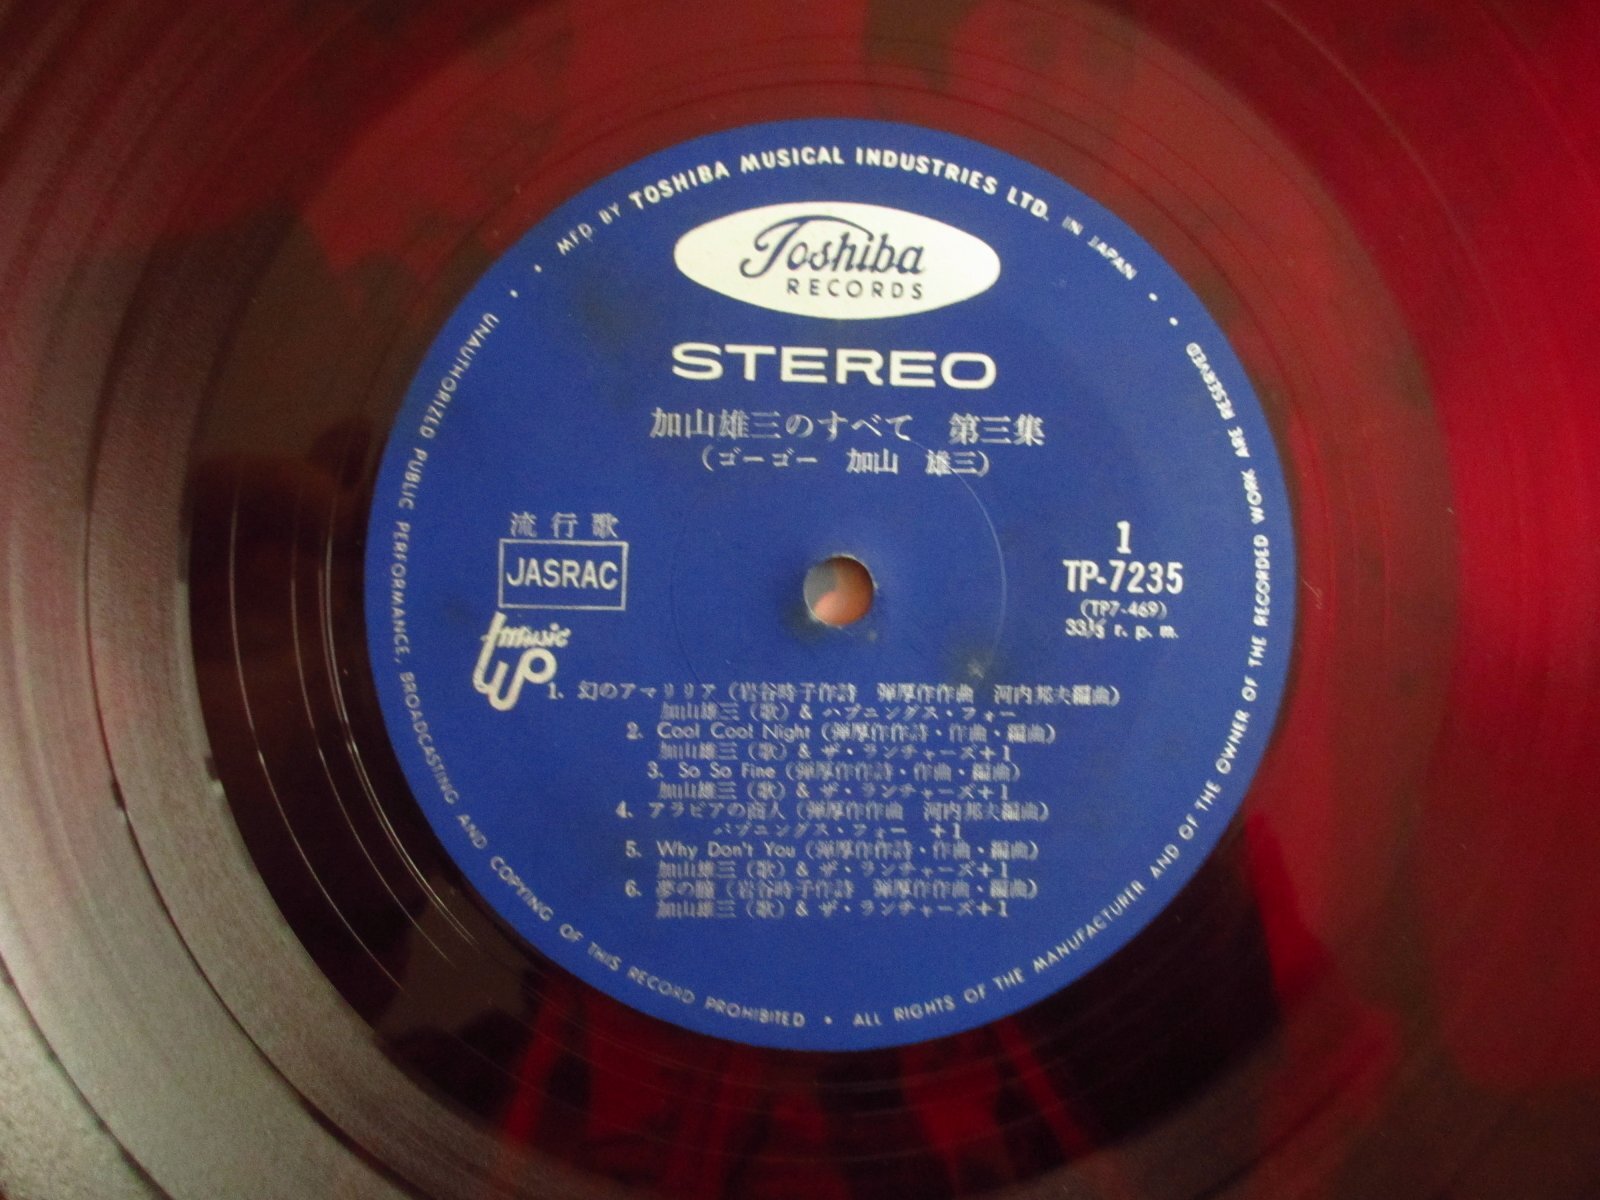 MFD BY TOSHIBA MUSICAL INDUSTRIES LTD. IN JAPAN
Toshiba
RECORDS
STEREO
加山雄三のすべて 第三集
(ゴーゴー 加山 雄三)
流行歌
JASRAC
music
1
TP-7235
(TP7-469)
33⅓ r. p. m.
1. 幻のアマリリア (岩谷時子作詩 弾厚作作曲 河内邦夫編曲)
加山雄三 (歌) & ハプニングス・フォー
2. Cool Cool Night (弾厚作作詩・作曲・編曲)
加山雄三 (歌) & ザ・ランチャーズ+1
3. So So Fine (弾厚作作詩・作曲・編曲)
加山雄三 (歌) & ザ・ランチャーズ+1
4. アラビアの商人 (弾厚作作曲 河内邦夫編曲)
ハプニングス・フォー +1
5. Why Don't You (弾厚作作詩・作曲・編曲)
加山雄三 (歌) & ザ・ランチャーズ+1
6. 夢の瞳 (岩谷時子作詩 弾厚作作曲・編曲)
加山雄三 (歌) & ザ・ランチャーズ+1
UNAUTHORIZED PUBLIC PERFORMANCE, BROADCASTING AND COPYING OF THIS RECORD PROHIBITED • ALL RIGHTS OF THE MANUFACTURER AND OF THE OWNER OF THE RECORDED WORK ARE RESERVED